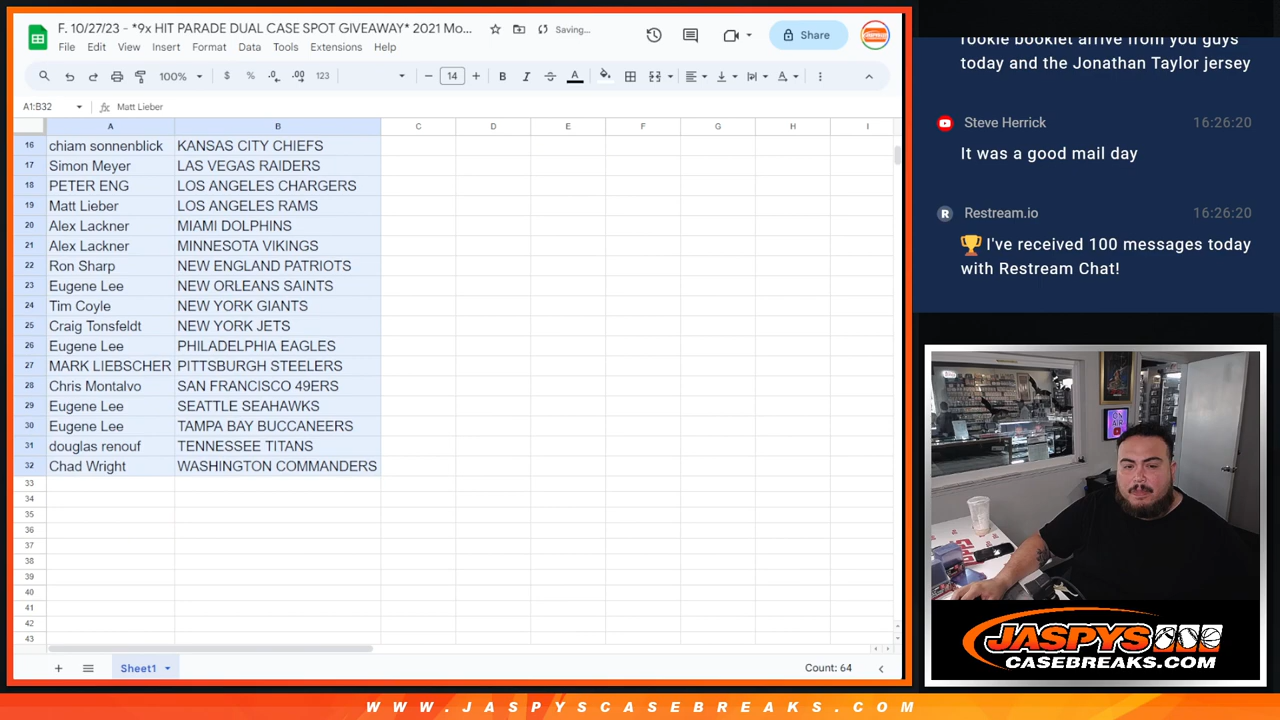 F. 10/27/23 - *9x HIT PARADE DUAL CASE SPOT GIVEAWAY* 2021 Mo...
Saving...
Share
File Edit View Insert Format Data Tools Extensions Help
100% $ % .0 .00 123 14 B I A
A1:B32 fx Matt Lieber
A B C D E F G H I
16 chiam sonnenblick KANSAS CITY CHIEFS
17 Simon Meyer LAS VEGAS RAIDERS
18 PETER ENG LOS ANGELES CHARGERS
19 Matt Lieber LOS ANGELES RAMS
20 Alex Lackner MIAMI DOLPHINS
21 Alex Lackner MINNESOTA VIKINGS
22 Ron Sharp NEW ENGLAND PATRIOTS
23 Eugene Lee NEW ORLEANS SAINTS
24 Tim Coyle NEW YORK GIANTS
25 Craig Tonsfeldt NEW YORK JETS
26 Eugene Lee PHILADELPHIA EAGLES
27 MARK LIEBSCHER PITTSBURGH STEELERS
28 Chris Montalvo SAN FRANCISCO 49ERS
29 Eugene Lee SEATTLE SEAHAWKS
30 Eugene Lee TAMPA BAY BUCCANEERS
31 douglas renouf TENNESSEE TITANS
32 Chad Wright WASHINGTON COMMANDERS
33
34
35
36
37
38
39
40
41
42
43
Sheet1
Count: 64
rookie booklet arrive from you guys
today and the Jonathan Taylor jersey
Steve Herrick 16:26:20
It was a good mail day
R Restream.io 16:26:20
🏆 I've received 100 messages today
with Restream Chat!
ON
AIR
JASPYS
CASEBREAKS.COM
WWW.JASPYSCASEBREAKS.COM